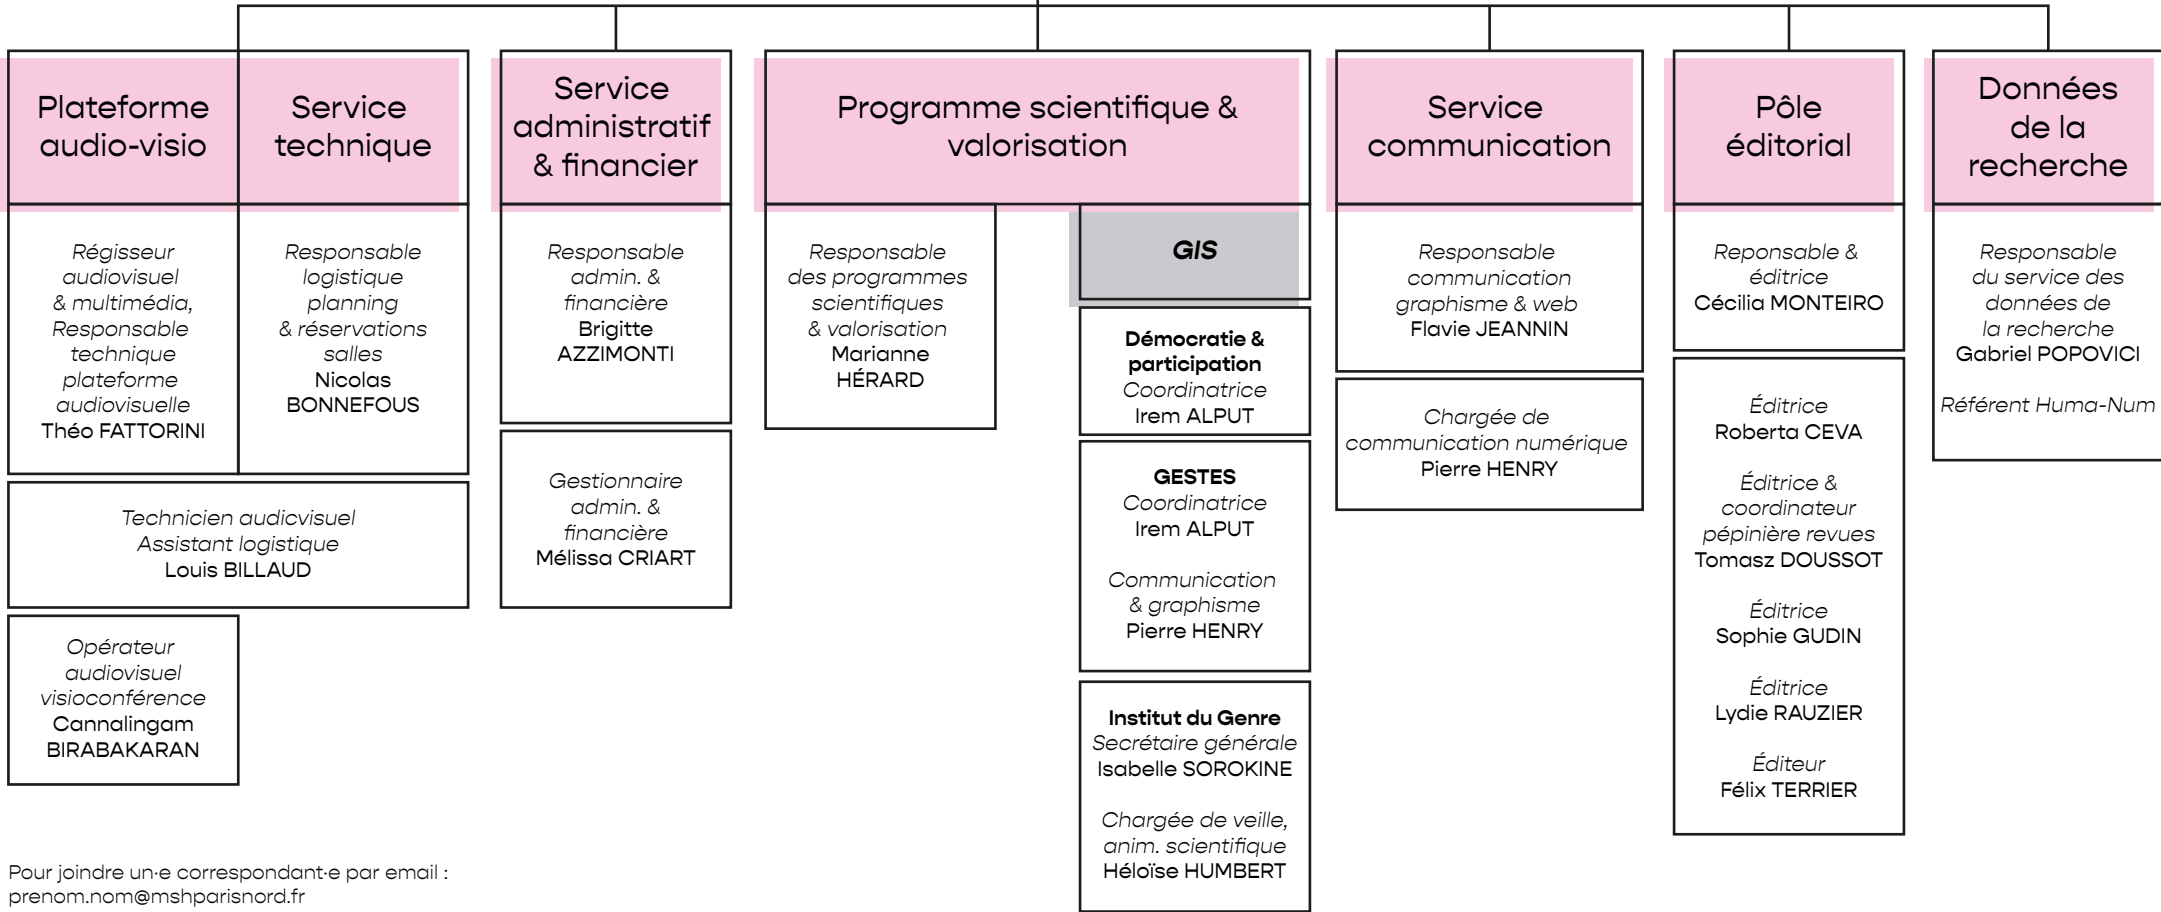 Plateforme
audio-visio
Service
technique
Service
administratif
& financier
Programme scientifique &
valorisation
Service
communication
Pôle
éditorial
Données
de la
recherche
Régisseur
audiovisuel
& multimédia,
Responsable
technique
plateforme
audiovisuelle
Théo FATTORINI
Responsable
logistique
planning
& réservations
salles
Nicolas
BONNEFOUS
Technicien audicvisuel
Assistant logistique
Louis BILLAUD
Opérateur
audiovisuel
visioconférence
Cannalingam
BIRABAKARAN
Responsable
admin. &
financière
Brigitte
AZZIMONTI
Gestionnaire
admin. &
financière
Mélissa CRIART
Responsable
des programmes
scientifiques
& valorisation
Marianne
HÉRARD
GIS
Démocratie &
participation
Coordinatrice
Irem ALPUT
GESTES
Coordinatrice
Irem ALPUT
Communication
& graphisme
Pierre HENRY
Institut du Genre
Secrétaire générale
Isabelle SOROKINE
Chargée de veille,
anim. scientifique
Héloïse HUMBERT
Responsable
communication
graphisme & web
Flavie JEANNIN
Chargée de
communication numérique
Pierre HENRY
Reponsable &
éditrice
Cécilia MONTEIRO
Éditrice
Roberta CEVA
Éditrice &
coordinateur
pépinière revues
Tomasz DOUSSOT
Éditrice
Sophie GUDIN
Éditrice
Lydie RAUZIER
Éditeur
Félix TERRIER
Responsable
du service des
données de
la recherche
Gabriel POPOVICI
Référent Huma-Num
Pour joindre un·e correspondant·e par email :
prenom.nom@mshparisnord.fr